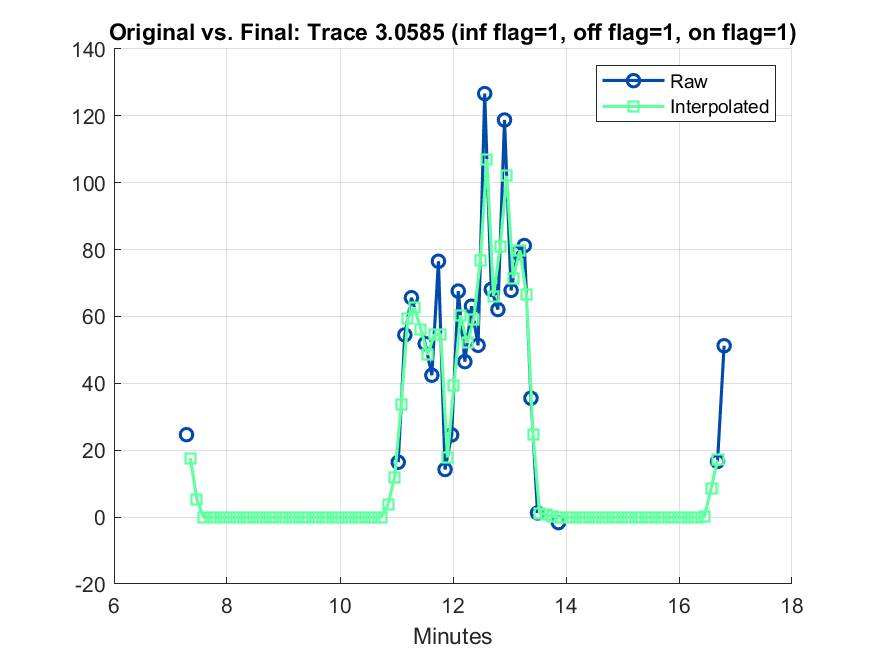 Original vs. Final: Trace 3.0585 (inf flag=1, off flag=1, on flag=1)
140
120
100
80
60
40
20
0
-20
Raw
Interpolated
6 8 10 12 14 16 18
Minutes